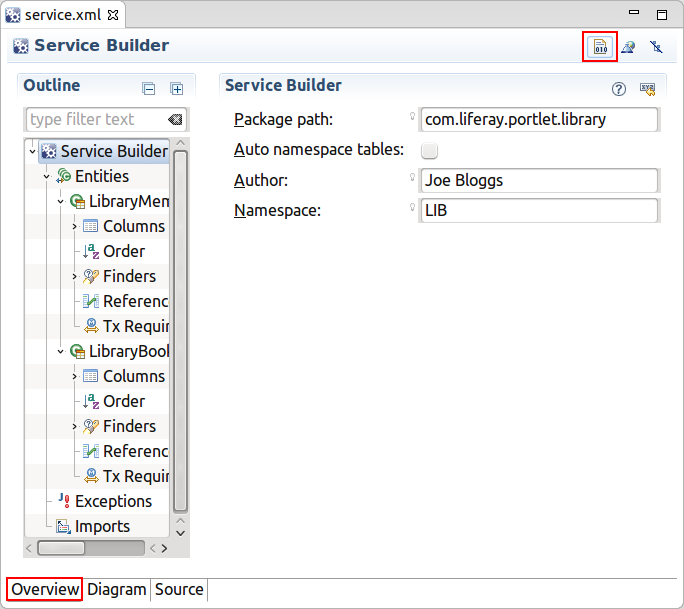 service.xml
Service Builder
010
Outline
type filter text
Service Builder
Entities
LibraryMem
Columns
Order
Finders
Referenc
Tx Requir
LibraryBook
Columns
Order
Finders
Referenc
Tx Requir
Exceptions
Imports
Service Builder
Package path: com.liferay.portlet.library
Auto namespace tables:
Author: Joe Bloggs
Namespace: LIB
Overview Diagram Source